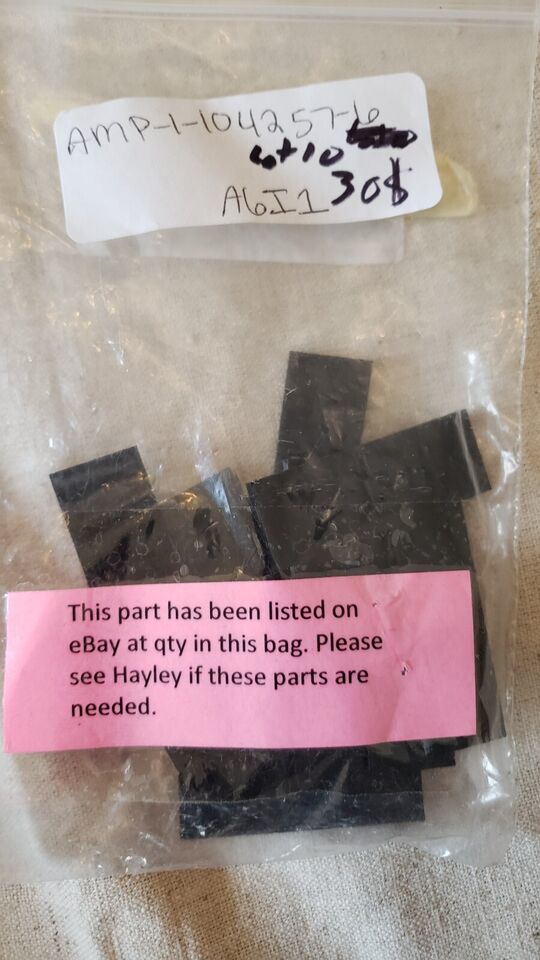 AMP-1-104257-6
6+10
A6I1 30$
This part has been listed on
eBay at qty in this bag. Please
see Hayley if these parts are
needed.